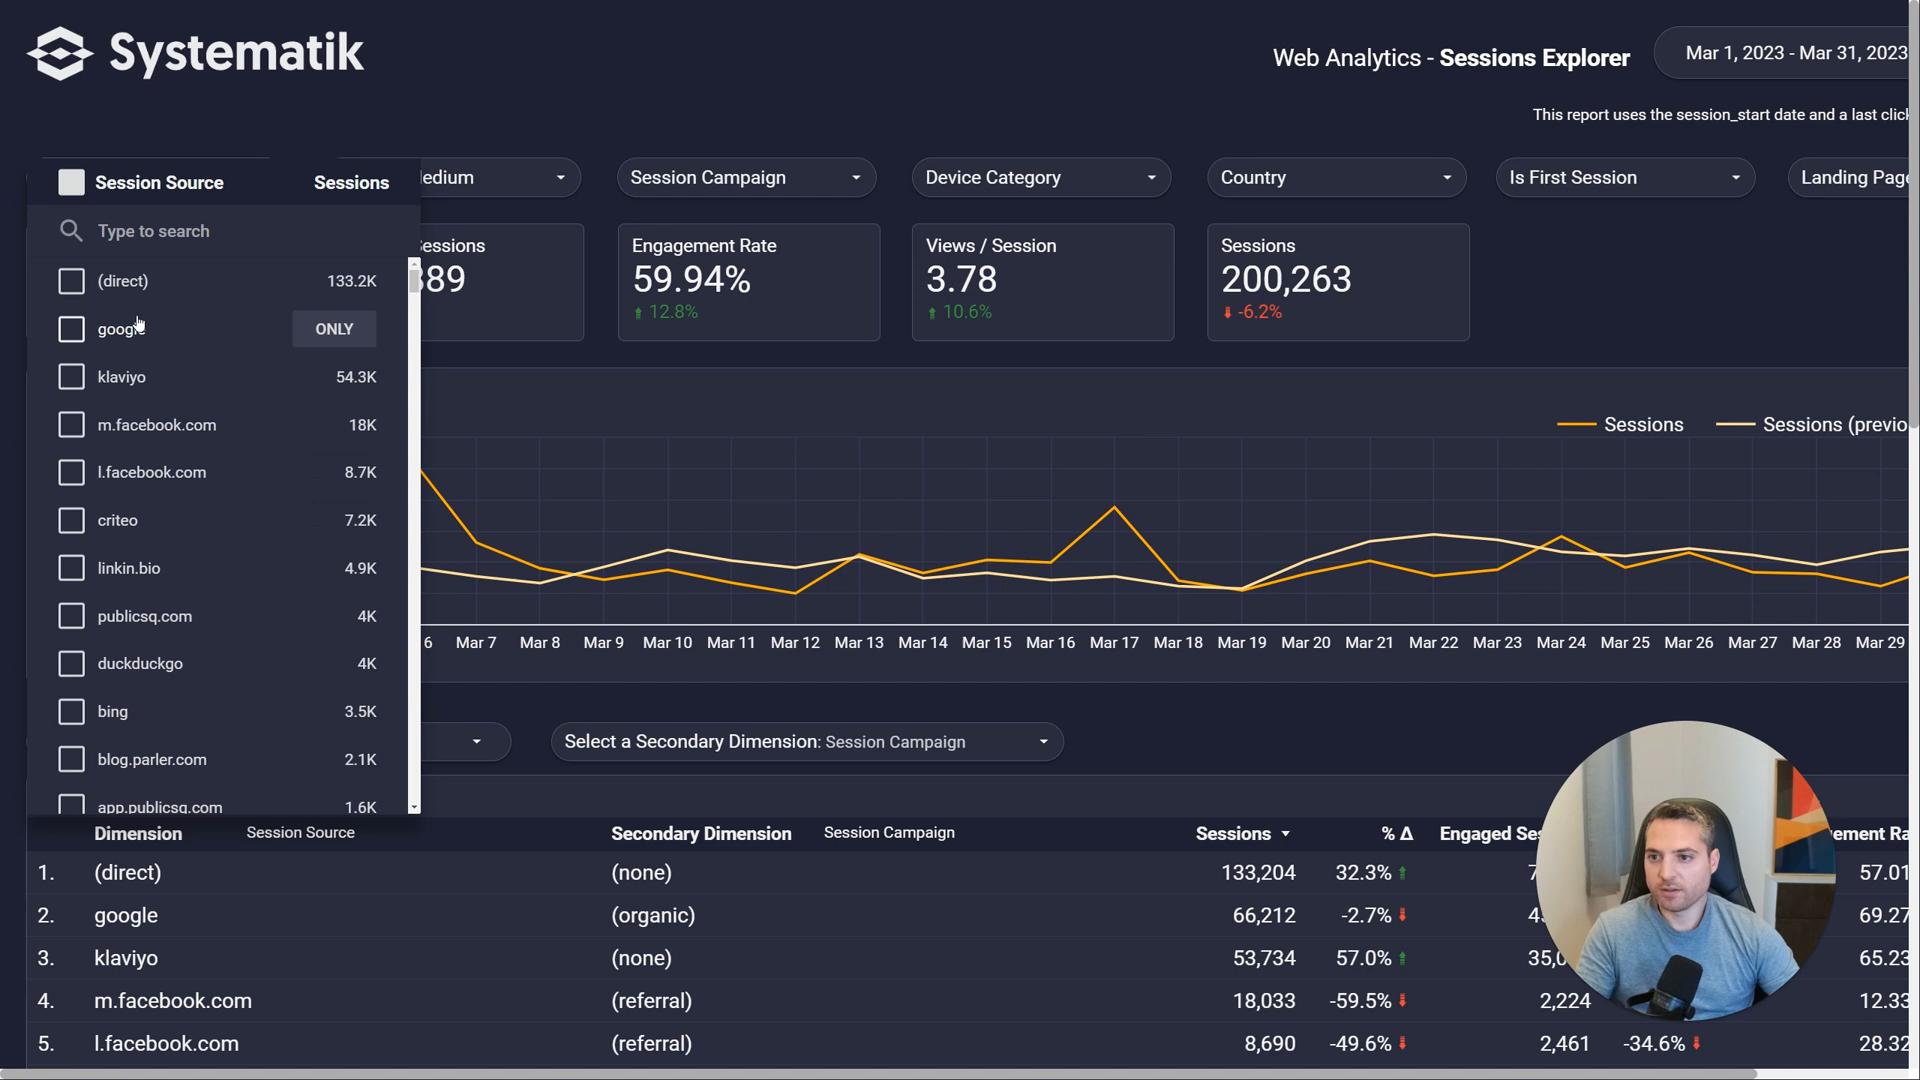 Systematik
Web Analytics - Sessions Explorer
Mar 1, 2023 - Mar 31, 2023
This report uses the session_start date and a last
Session Source Sessions
Session Campaign
Device Category
Country
Is First Session
Landing Page
Type to search
(direct) 133.2K
google ONLY
klaviyo 54.3K
m.facebook.com 18K
l.facebook.com 8.7K
criteo 7.2K
linkin.bio 4.9K
publicsq.com 4K
duckduckgo 4K
bing 3.5K
blog.parler.com 2.1K
app.publicsq.com 1.6K
Engagement Rate
59.94%
12.8%
Views / Session
3.78
10.6%
Sessions
200,263
-6.2%
Sessions Sessions
6 Mar 7 Mar 8 Mar 9 Mar 10 Mar 11 Mar 12 Mar 13 Mar 14 Mar 15 Mar 16 Mar 17 Mar 18 Mar 19 Mar 20 Mar 21 Mar 22 Mar 23 Mar 24 Mar 25 Mar 26 Mar 27 Mar 28 Mar 29
Select a Secondary Dimension: Session Campaign
Dimension Session Source Secondary Dimension Session Campaign Sessions % Δ Engaged
1. (direct) (none) 133,204 32.3% 57.01
2. google (organic) 66,212 -2.7% 69.27
3. klaviyo (none) 53,734 57.0% 65.23
4. m.facebook.com (referral) 18,033 -59.5% 2,224 12.33
5. l.facebook.com (referral) 8,690 -49.6% 2,461 -34.6% 28.32